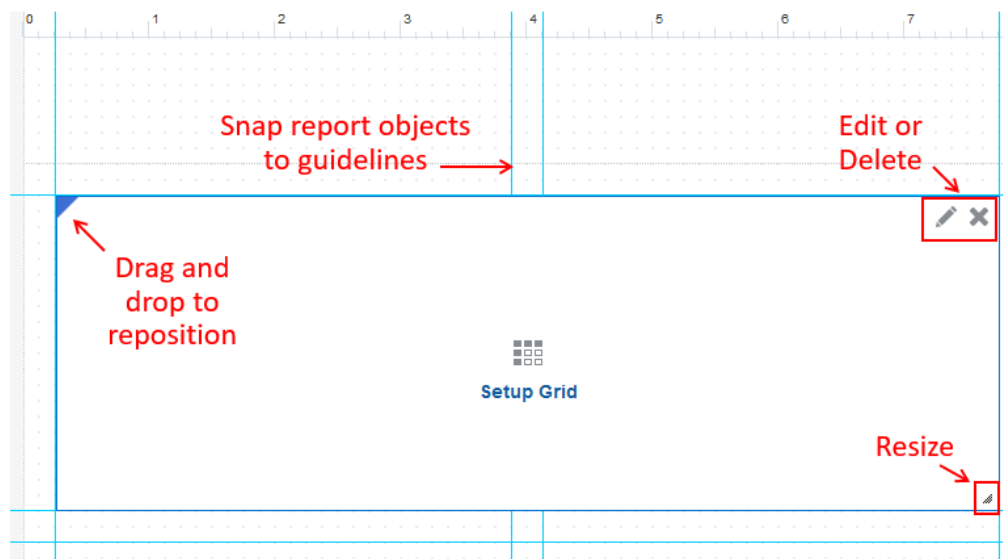 0 1 2 3 4 5 6 7
Snap report objects
to guidelines
Edit or
Delete
Drag and
drop to
reposition
Setup Grid
Resize